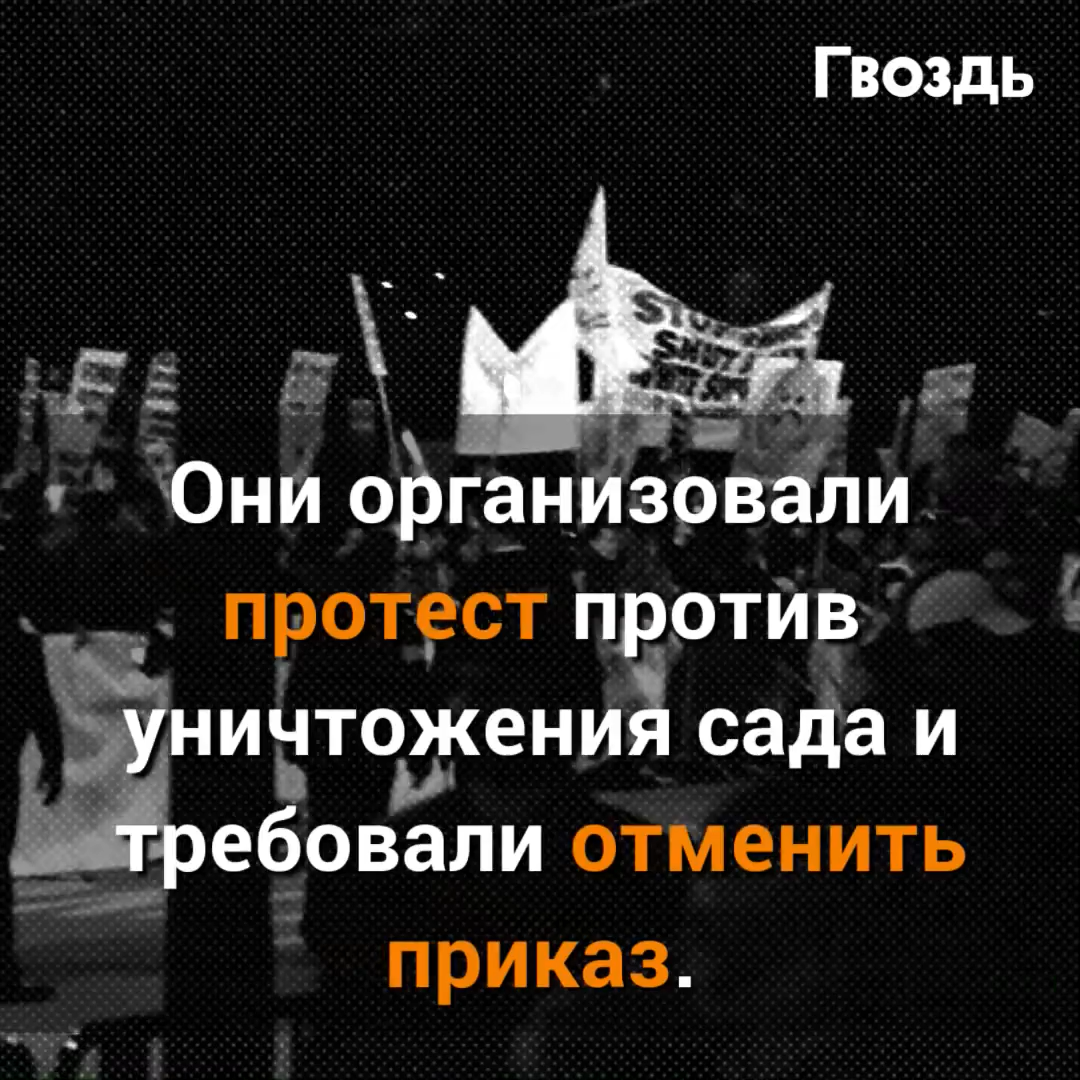 Гвоздь
Они организовали
протест против
уничтожения сада и
требовали отменить
приказ.